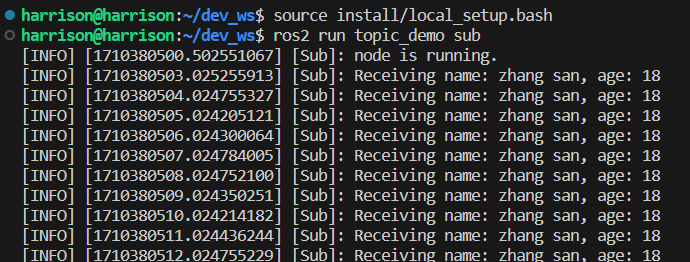 harrison@harrison:~/dev_ws$ source install/local_setup.bash
harrison@harrison:~/dev_ws$ ros2 run topic_demo sub
[INFO] [1710380500.502551067] [Sub]: node is running.
[INFO] [1710380503.025255913] [Sub]: Receiving name: zhang san, age: 18
[INFO] [1710380504.024755327] [Sub]: Receiving name: zhang san, age: 18
[INFO] [1710380505.024205121] [Sub]: Receiving name: zhang san, age: 18
[INFO] [1710380506.024300064] [Sub]: Receiving name: zhang san, age: 18
[INFO] [1710380507.024784005] [Sub]: Receiving name: zhang san, age: 18
[INFO] [1710380508.024752100] [Sub]: Receiving name: zhang san, age: 18
[INFO] [1710380509.024350251] [Sub]: Receiving name: zhang san, age: 18
[INFO] [1710380510.024214182] [Sub]: Receiving name: zhang san, age: 18
[INFO] [1710380511.024436244] [Sub]: Receiving name: zhang san, age: 18
[INFO] [1710380512.024755229] [Sub]: Receiving name: zhang san, age: 18